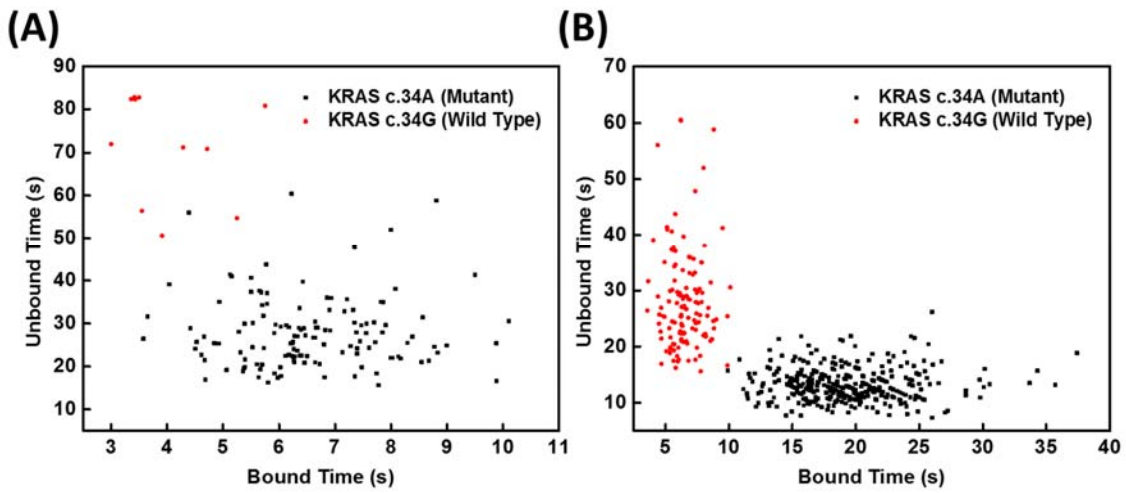 (A)
90
80
70
60
50
40
30
20
10
Unbound Time (s)
KRAS c.34A (Mutant)
KRAS c.34G (Wild Type)
3 4 5 6 7 8 9 10 11
Bound Time (s)
(B)
70
60
50
40
30
20
10
Unbound Time (s)
KRAS c.34A (Mutant)
KRAS c.34G (Wild Type)
5 10 15 20 25 30 35 40
Bound Time (s)